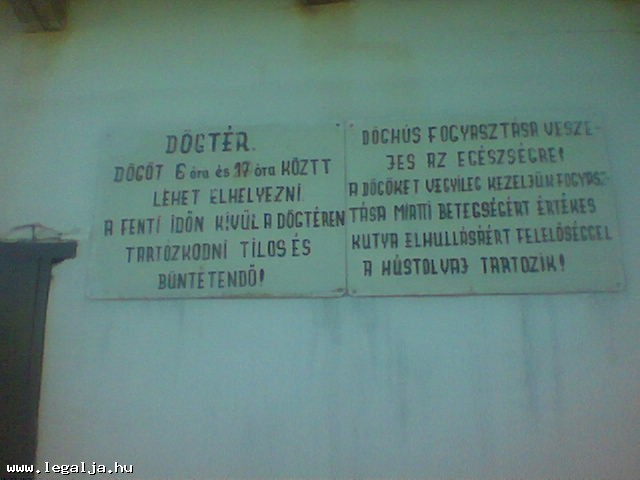 DÖGTÉR.
DÖGÖT 6 óra és 17 óra KÖZTT
LEHET ELHELYEZNI
A FENTI IDŐN KÍVÜL A DÖGTÉREN
TARTÓZKODNI TILOS ÉS
BÜNTETENDŐ!
DÖGHÚS FOGYASZTÁSA VESZÉ-
JES AZ EGÉSZSÉGRE!
A DÖGÖKET VEGYILEG KEZELJÜK FOGYASZ-
TÁSA MIATTI BETEGSÉGÉRT ÉRTÉKES
KUTYA ELHULLÁSÁÉRT FELELŐSÉGGEL
A HÚSTOLVAJ TARTOZIK!
www.legalja.hu